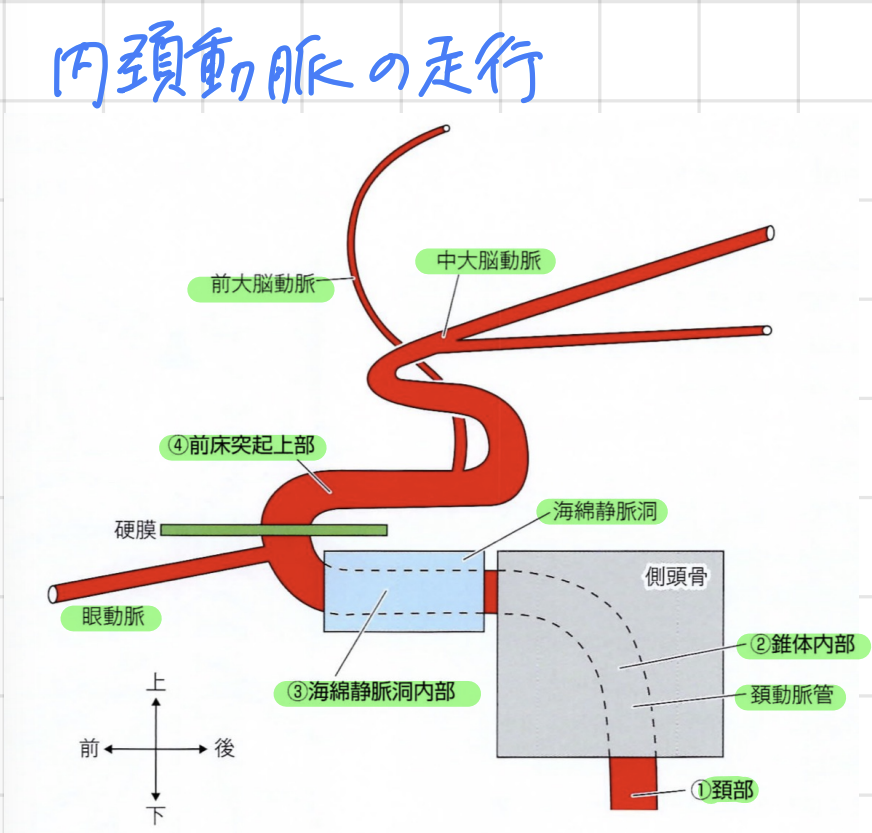 内頚動脈の走行
中大脳動脈
前大脳動脈
④前床突起上部
海綿静脈洞
硬膜
側頭骨
眼動脈
②錐体内部
③海綿静脈洞内部
頚動脈管
上
前
後
下
①頚部